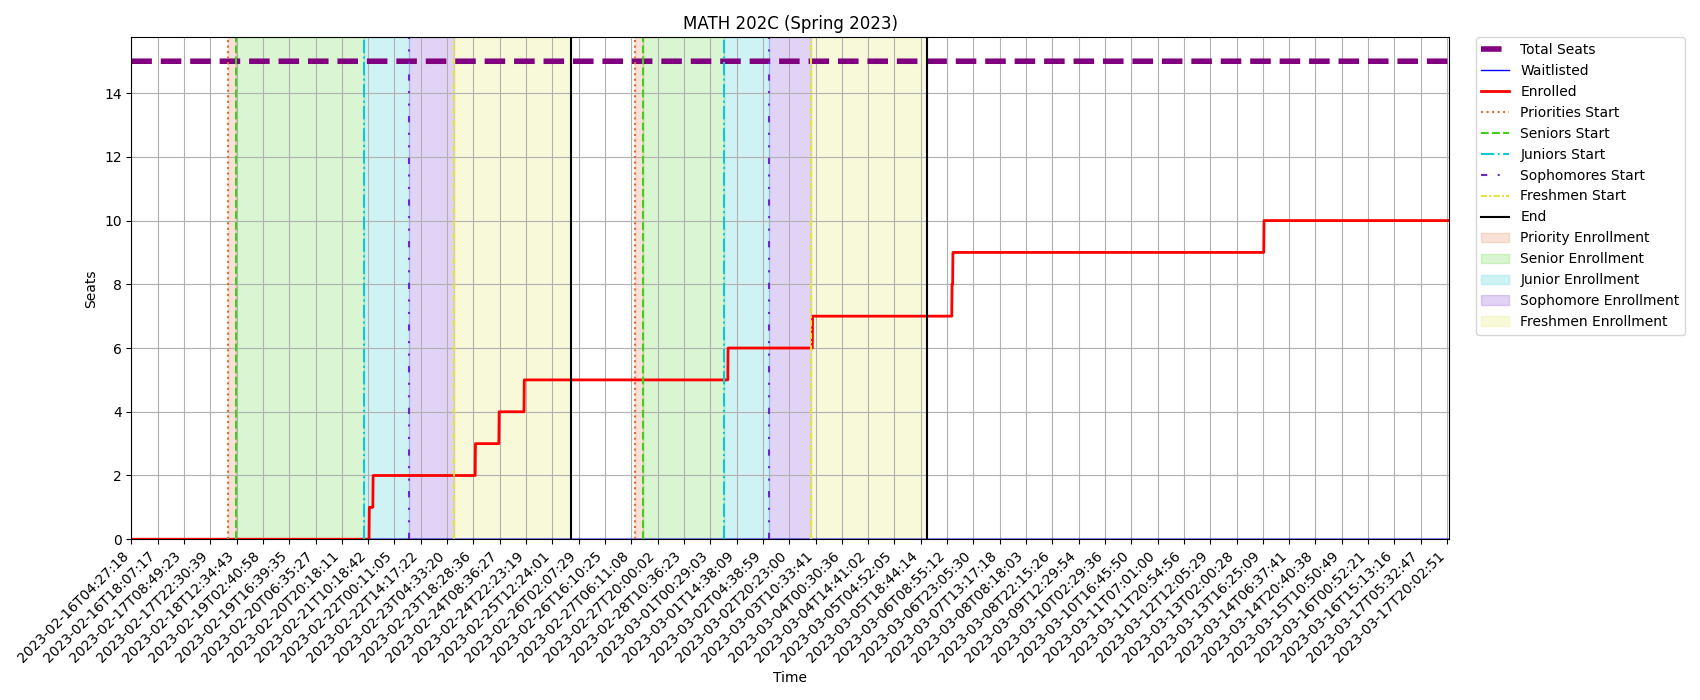 MATH 202C (Spring 2023)
Seats
14
12
10
8
6
4
2
0
2023-02-16T04:27:18
2023-02-16T18:07:17
2023-02-17T08:49:23
2023-02-17T22:30:39
2023-02-18T12:34:43
2023-02-19T02:40:58
2023-02-19T16:39:35
2023-02-20T06:35:27
2023-02-20T20:18:11
2023-02-21T10:18:42
2023-02-22T00:11:05
2023-02-22T14:17:22
2023-02-23T04:33:20
2023-02-23T18:28:36
2023-02-24T08:36:27
2023-02-24T22:23:19
2023-02-25T12:24:01
2023-02-26T02:07:29
2023-02-26T16:10:25
2023-02-27T06:11:08
2023-02-27T20:00:02
2023-02-28T10:36:23
2023-03-01T00:29:03
2023-03-01T14:38:09
2023-03-02T04:38:59
2023-03-02T20:23:00
2023-03-03T10:33:41
2023-03-04T00:30:36
2023-03-04T14:41:02
2023-03-05T04:52:05
2023-03-05T18:44:14
2023-03-06T08:55:12
2023-03-06T23:05:30
2023-03-07T13:17:18
2023-03-08T08:18:03
2023-03-08T22:15:26
2023-03-09T12:29:54
2023-03-10T02:29:36
2023-03-10T16:45:50
2023-03-11T07:01:00
2023-03-11T20:54:56
2023-03-12T12:05:29
2023-03-13T02:00:28
2023-03-13T16:25:09
2023-03-14T06:37:41
2023-03-14T20:40:38
2023-03-15T10:50:49
2023-03-16T00:52:21
2023-03-16T15:13:16
2023-03-17T05:32:47
2023-03-17T20:02:51
Time
Total Seats
Waitlisted
Enrolled
Priorities Start
Seniors Start
Juniors Start
Sophomores Start
Freshmen Start
End
Priority Enrollment
Senior Enrollment
Junior Enrollment
Sophomore Enrollment
Freshmen Enrollment